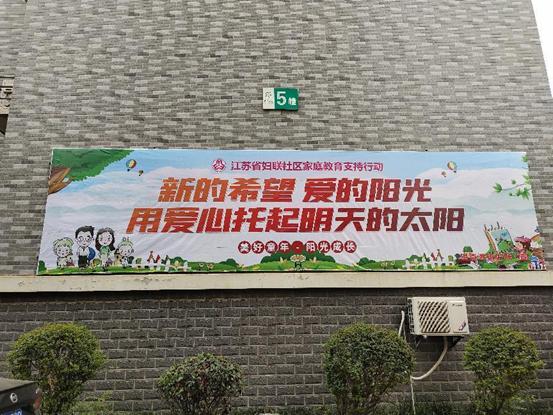 5幢
江苏省妇联社区家庭教育支持行动
新的希望 爱的阳光
用爱心托起明天的太阳
美好童年·阳光成长